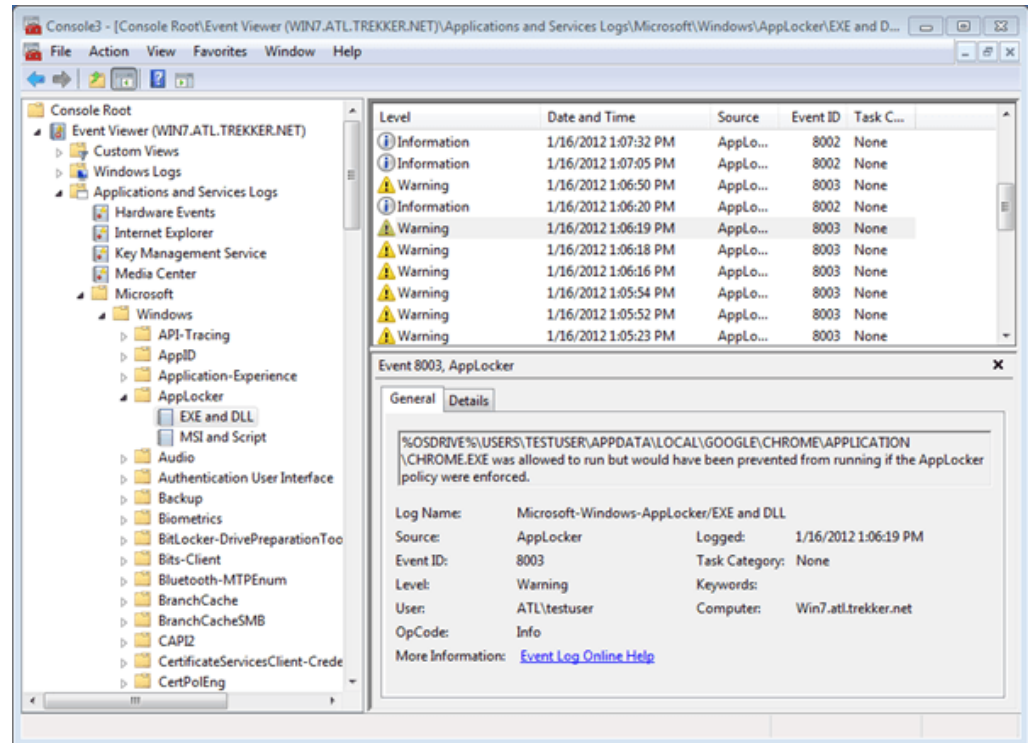 Console3 - [Console Root\Event Viewer (WIN7.ATL.TREKKER.NET)\Applications and Services Logs\Microsoft\Windows\AppLocker\EXE and D...
File Action View Favorites Window Help
Console Root
Event Viewer (WIN7.ATL.TREKKER.NET)
Custom Views
Windows Logs
Applications and Services Logs
Hardware Events
Internet Explorer
Key Management Service
Media Center
Microsoft
Windows
API-Tracing
AppID
Application-Experience
AppLocker
EXE and DLL
MSI and Script
Audio
Authentication User Interface
Backup
Biometrics
BitLocker-DrivePreparationToo
Bits-Client
Bluetooth-MTPEnum
BranchCache
BranchCacheSMB
CAPI2
CertificateServicesClient-Crede
CertPolEng
Level Date and Time Source Event ID Task C...
Information 1/16/2012 1:07:32 PM AppLo... 8002 None
Information 1/16/2012 1:07:05 PM AppLo... 8002 None
Warning 1/16/2012 1:06:50 PM AppLo... 8003 None
Information 1/16/2012 1:06:20 PM AppLo... 8002 None
Warning 1/16/2012 1:06:19 PM AppLo... 8003 None
Warning 1/16/2012 1:06:18 PM AppLo... 8003 None
Warning 1/16/2012 1:06:16 PM AppLo... 8003 None
Warning 1/16/2012 1:05:54 PM AppLo... 8003 None
Warning 1/16/2012 1:05:52 PM AppLo... 8003 None
Warning 1/16/2012 1:05:23 PM AppLo... 8003 None
Event 8003, AppLocker
General Details
%OSDRIVE%\USERS\TESTUSER\APPDATA\LOCAL\GOOGLE\CHROME\APPLICATION
\CHROME.EXE was allowed to run but would have been prevented from running if the AppLocker
policy were enforced.
Log Name: Microsoft-Windows-AppLocker/EXE and DLL
Source: AppLocker Logged: 1/16/2012 1:06:19 PM
Event ID: 8003 Task Category: None
Level: Warning Keywords:
User: ATL\testuser Computer: Win7.atl.trekker.net
OpCode: Info
More Information: Event Log Online Help